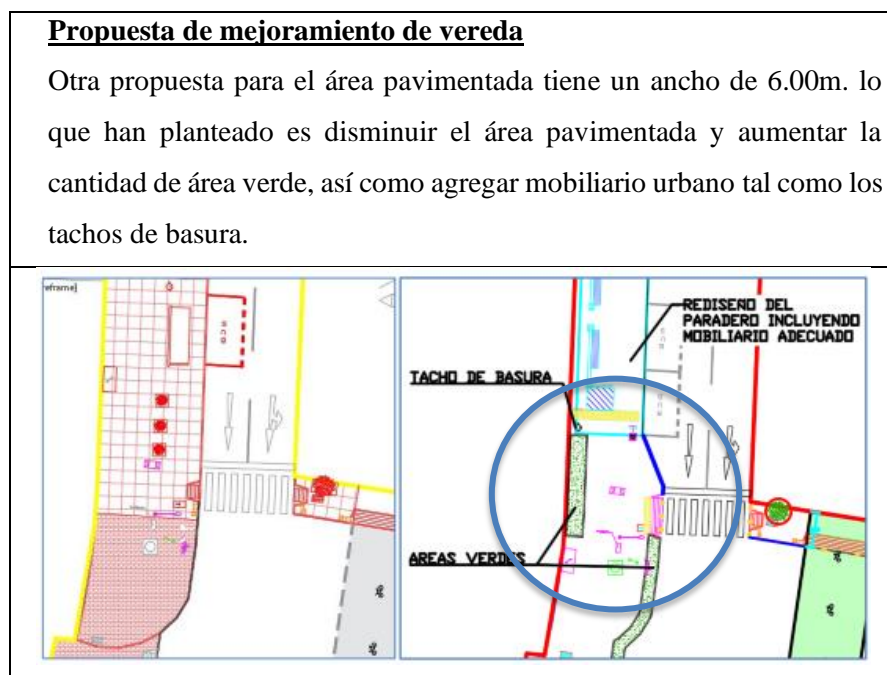 Propuesta de mejoramiento de vereda
Otra propuesta para el área pavimentada tiene un ancho de 6.00m. lo
que han planteado es disminuir el área pavimentada y aumentar la
cantidad de área verde, así como agregar mobiliario urbano tal como los
tachos de basura.
eframe]
REDISEÑO DEL
PARADERO INCLUYENDO
MOBILIARIO ADECUADO
TACHO DE BASURA
AREAS VERDES